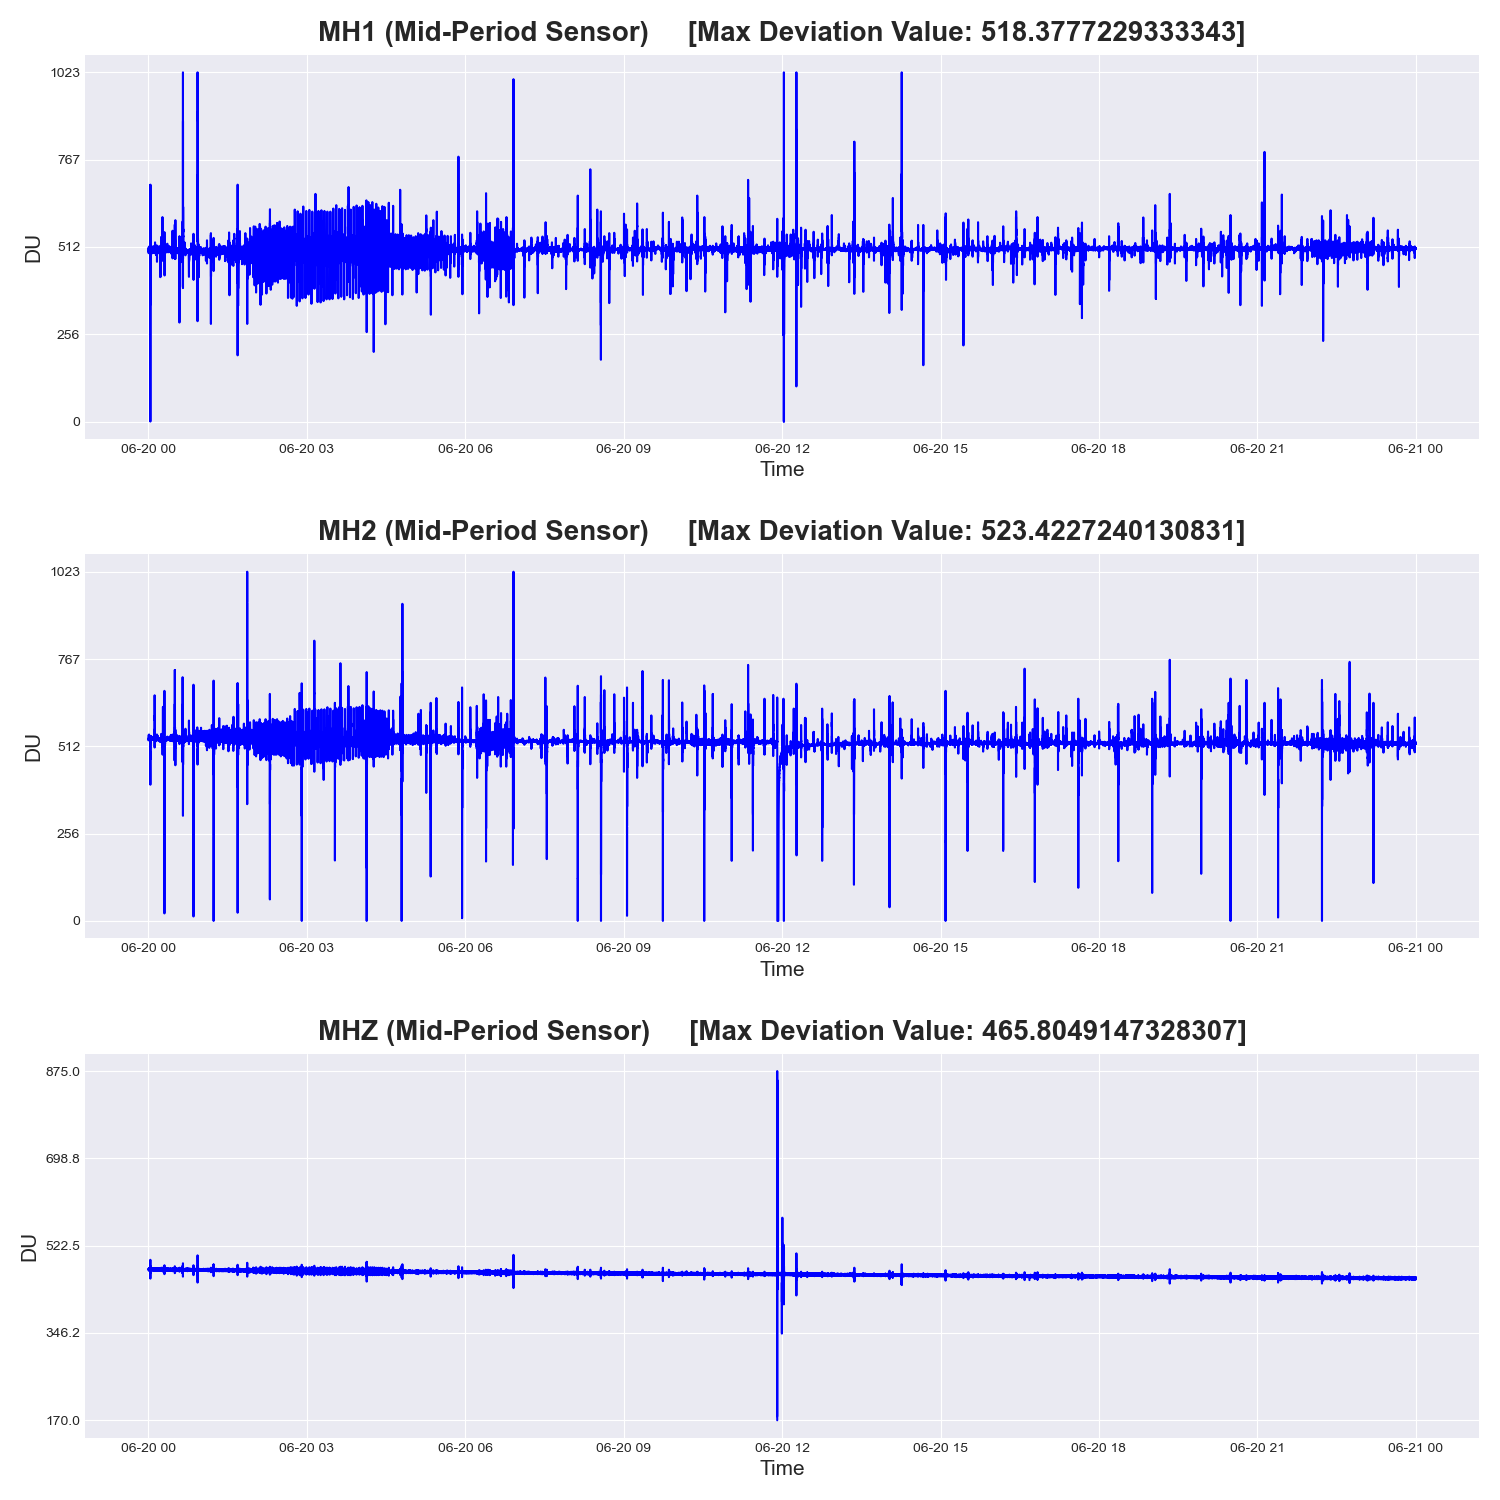 MH1 (Mid-Period Sensor) [Max Deviation Value: 518.3777229333343]
1023
767
512
256
0
DU
06-20 00 06-20 03 06-20 06 06-20 09 06-20 12 06-20 15 06-20 18 06-20 21 06-21 00
Time
MH2 (Mid-Period Sensor) [Max Deviation Value: 523.4227240130831]
1023
767
512
256
0
DU
06-20 00 06-20 03 06-20 06 06-20 09 06-20 12 06-20 15 06-20 18 06-20 21 06-21 00
Time
MHZ (Mid-Period Sensor) [Max Deviation Value: 465.8049147328307]
875.0
698.8
522.5
346.2
170.0
DU
06-20 00 06-20 03 06-20 06 06-20 09 06-20 12 06-20 15 06-20 18 06-20 21 06-21 00
Time